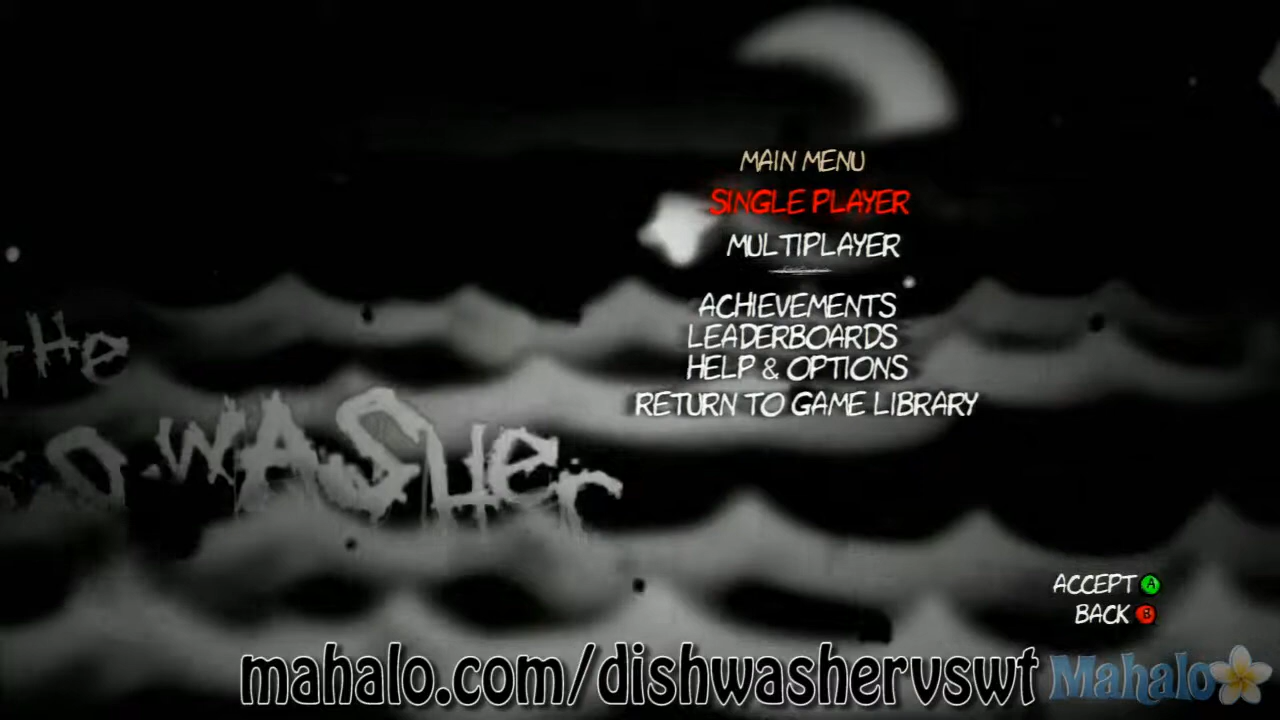 MAIN MENU
SINGLE PLAYER
MULTIPLAYER
ACHIEVEMENTS
LEADERBOARDS
HELP & OPTIONS
RETURN TO GAME LIBRARY
THe
WASHer
ACCEPT A
BACK B
mahalo.com/dishwashervswt Mahalo